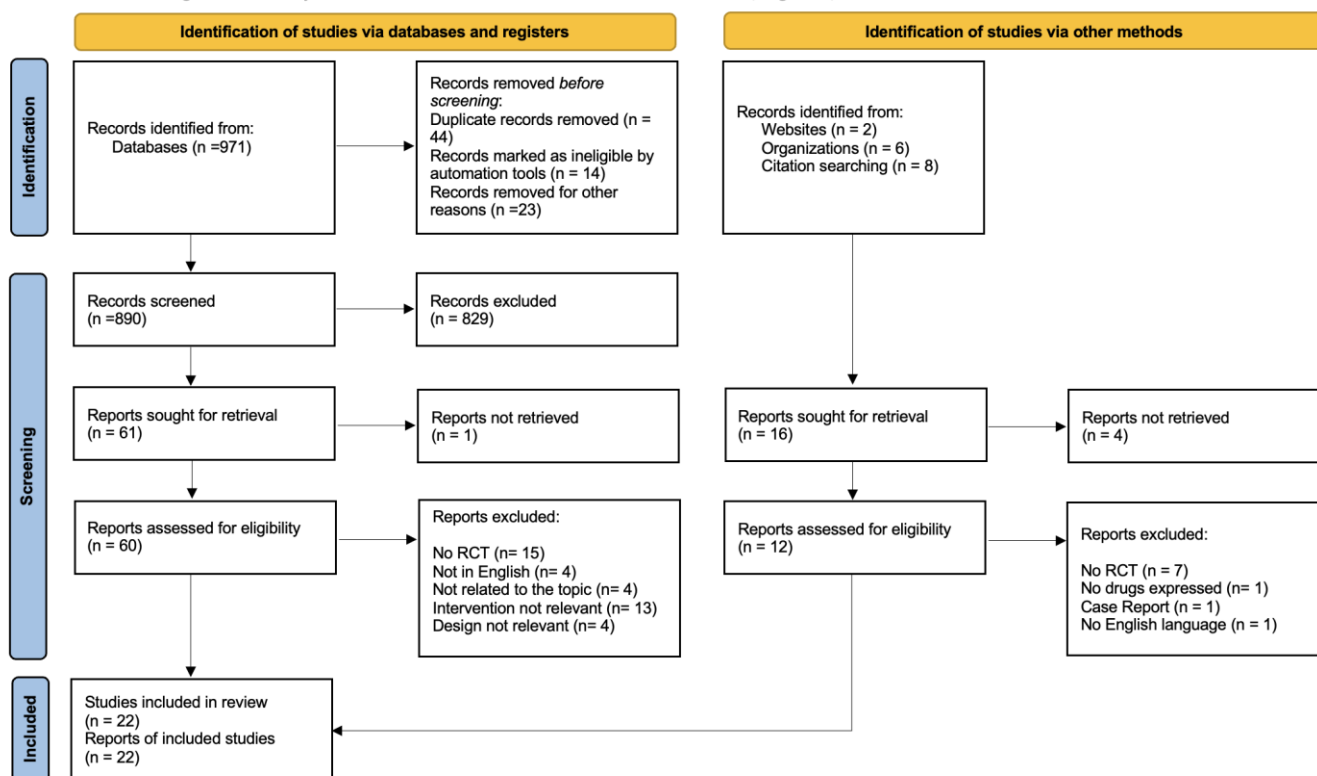 Identification of studies via databases and registers
Identification of studies via other methods
Identification
Records identified from:
Databases (n =971)
Records removed before
screening:
Duplicate records removed (n =
44)
Records marked as ineligible by
automation tools (n = 14)
Records removed for other
reasons (n =23)
Records identified from:
Websites (n = 2)
Organizations (n = 6)
Citation searching (n = 8)
Screening
Records screened
(n =890)
Records excluded
(n = 829)
Reports sought for retrieval
(n = 61)
Reports not retrieved
(n = 1)
Reports sought for retrieval
(n = 16)
Reports not retrieved
(n = 4)
Reports assessed for eligibility
(n = 60)
Reports excluded:
No RCT (n= 15)
Not in English (n= 4)
Not related to the topic (n= 4)
Intervention not relevant (n= 13)
Design not relevant (n= 4)
Reports assessed for eligibility
(n = 12)
Reports excluded:
No RCT (n = 7)
No drugs expressed (n= 1)
Case Report (n = 1)
No English language (n = 1)
Included
Studies included in review
(n = 22)
Reports of included studies
(n = 22)